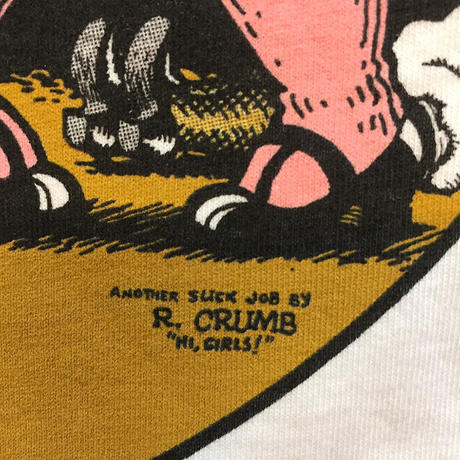 ANOTHER SLICK JOB BY
R. CRUMB
"HI, GIRLS!"